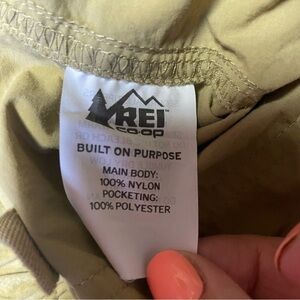 REI
CO·OP
BUILT ON PURPOSE
MAIN BODY:
100% NYLON
POCKETING:
100% POLYESTER